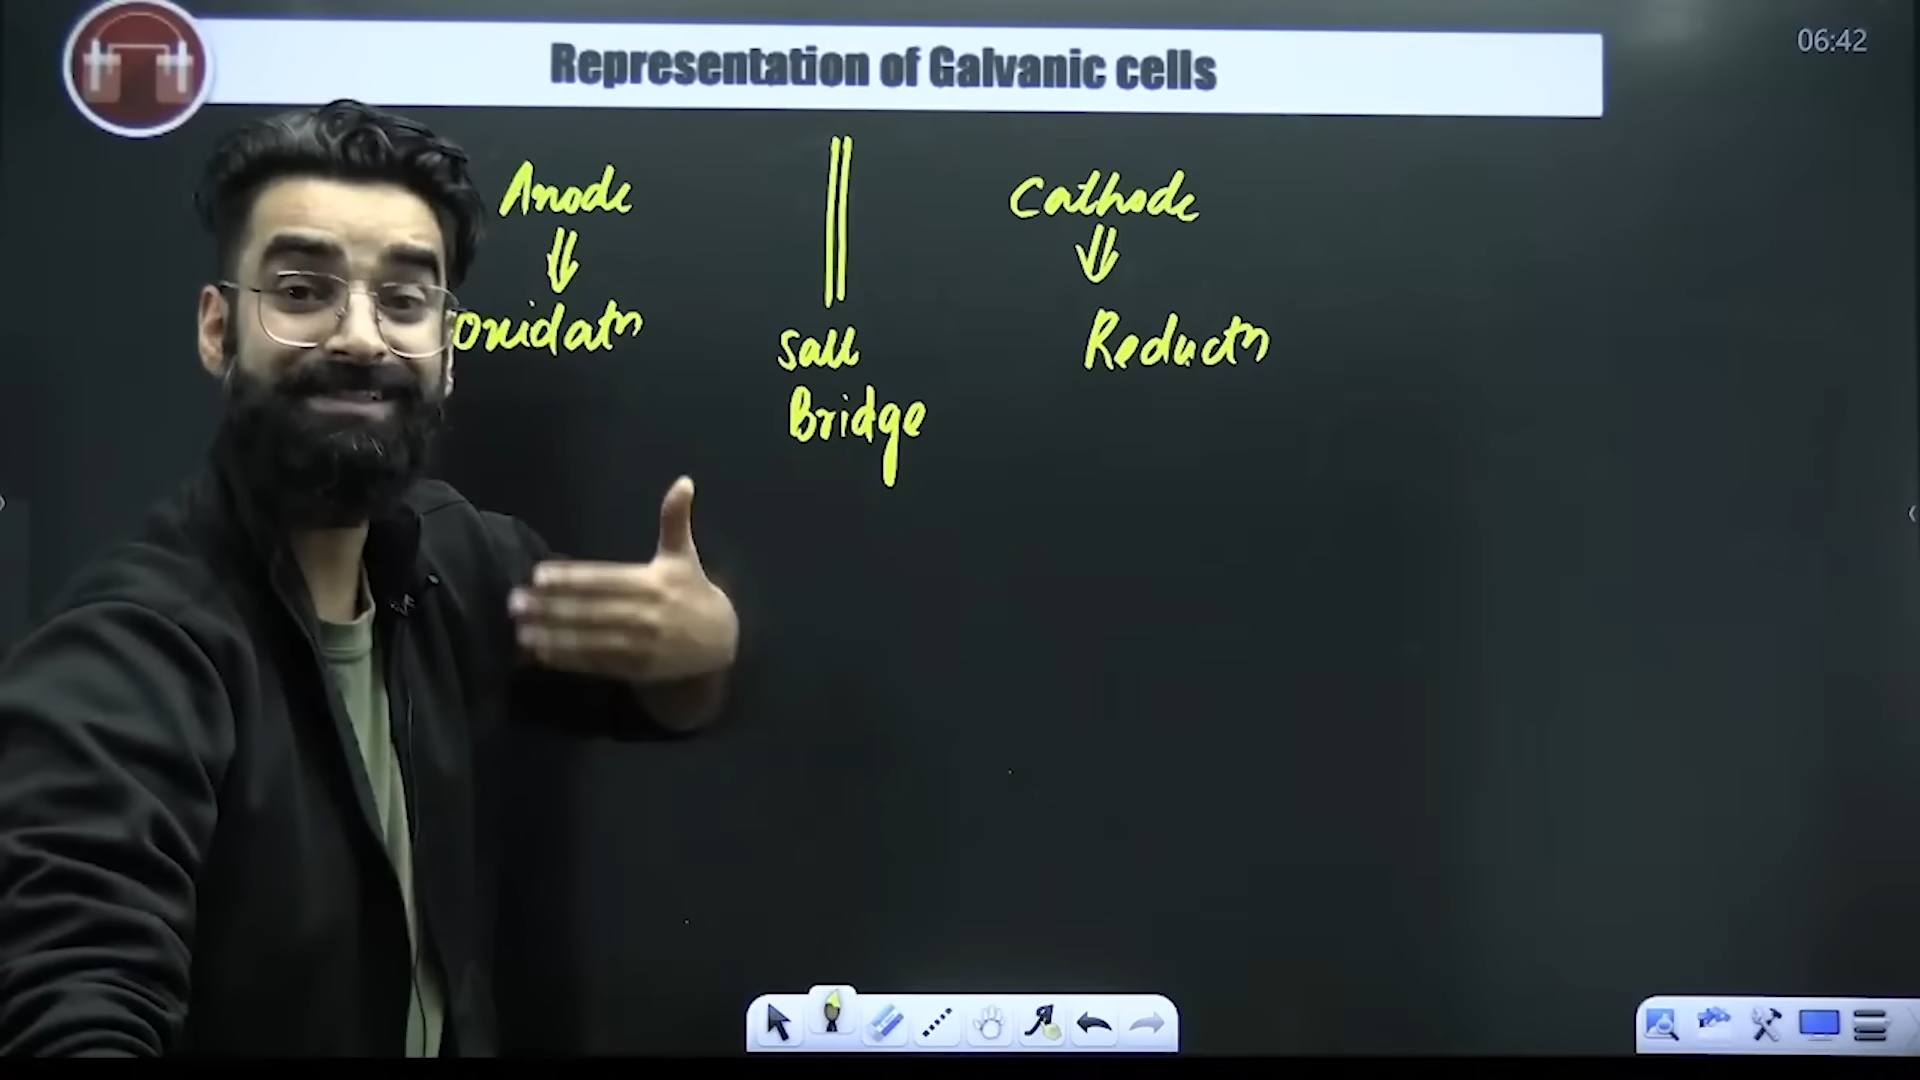 Representation of Galvanic cells
06:42
Anode
Cathode
Oxidatn
Reductn
Salt
Bridge